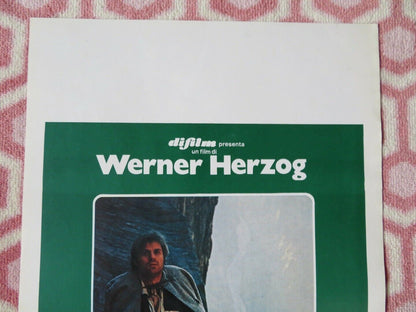 difilm presenta
un film di
Werner Herzog